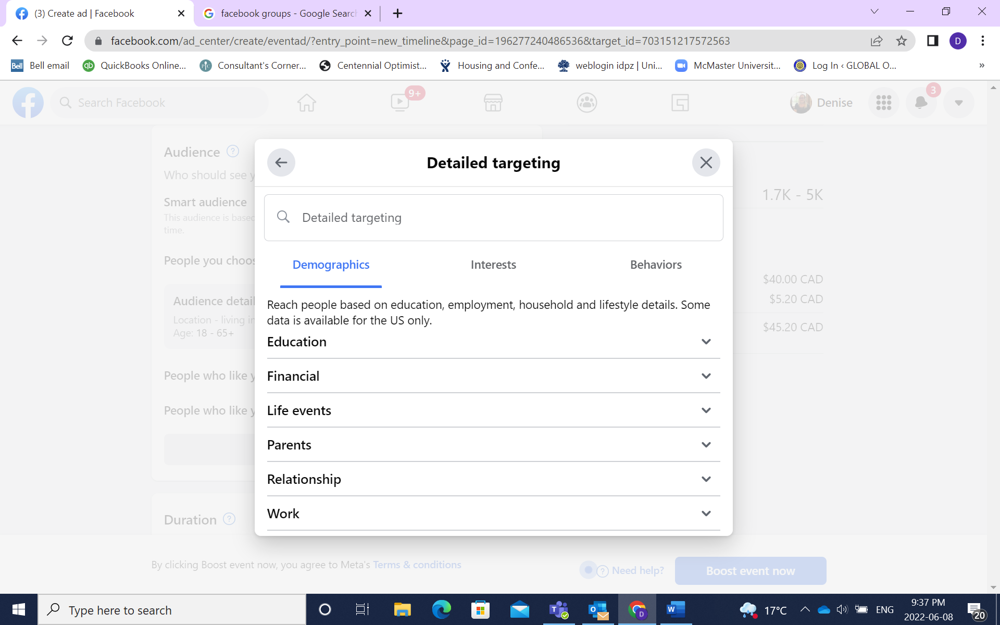 (3) Create ad | Facebook
facebook groups - Google Search
facebook.com/ad_center/create/eventad/?entry_point=new_timeline&page_id=196277240486536&target_id=703151217572563
D
Bell Bell email
qb QuickBooks Online...
Consultant's Corner...
Centennial Optimist...
Housing and Confe...
weblogin idpz | Uni...
McMaster Universit...
Log In ‹ GLOBAL O...
»
Search Facebook
9+
Denise
3
Audience ?
Who should see y
Smart audience
This audience is based
time.
People you choos
Audience detail
Location - living in
Age: 18 - 65+
People who like y
People who like y
Duration ?
Detailed targeting
Detailed targeting
Demographics Interests Behaviors
Reach people based on education, employment, household and lifestyle details. Some
data is available for the US only.
Education
Financial
Life events
Parents
Relationship
Work
1.7K - 5K
$40.00 CAD
$5.20 CAD
$45.20 CAD
By clicking Boost event now, you agree to Meta's Terms & conditions
? Need help?
Boost event now
Type here to search
17°C
ENG
9:37 PM
2022-06-08
20